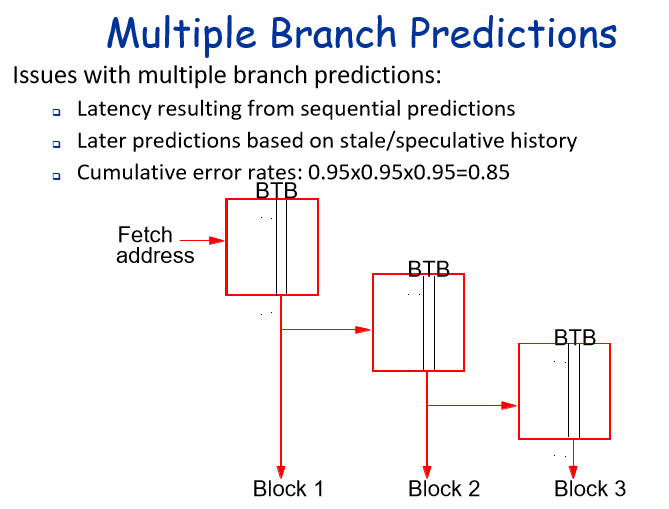 Multiple Branch Predictions
Issues with multiple branch predictions:
Latency resulting from sequential predictions
Later predictions based on stale/speculative history
Cumulative error rates: 0.95x0.95x0.95=0.85
BTB
Fetch
address
BTB
BTB
Block 1
Block 2
Block 3